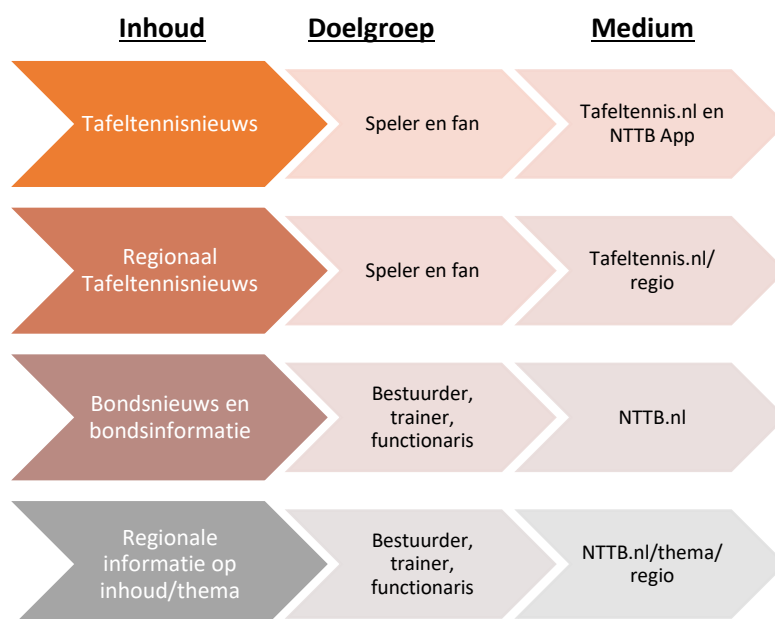 Inhoud Doelgroep Medium
Tafeltennisnieuws
Speler en fan
Tafeltennis.nl en
NTTB App
Regionaal
Tafeltennisnieuws
Speler en fan
Tafeltennis.nl/
regio
Bondsnieuws en
bondsinformatie
Bestuurder,
trainer,
functionaris
NTTB.nl
Regionale
informatie op
inhoud/thema
Bestuurder,
trainer,
functionaris
NTTB.nl/thema/
regio